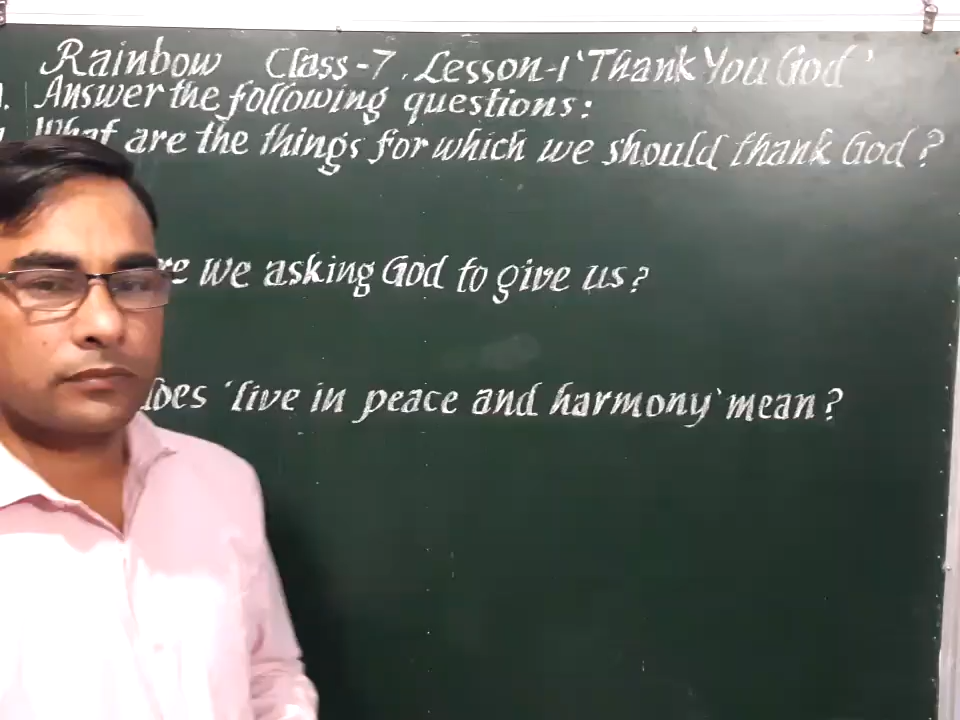 Rainbow Class-7. Lesson-1 'Thank You God'
. Answer the following questions:
What are the things for which we should thank God?
we asking God to give us?
'live in peace and harmony' mean?